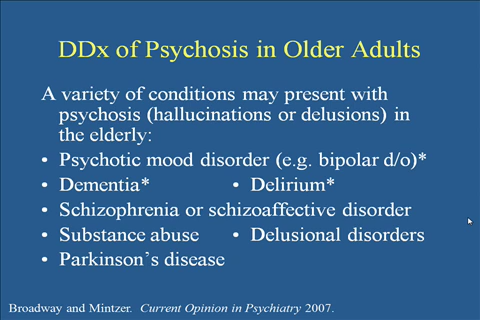 DDx of Psychosis in Older Adults
A variety of conditions may present with
psychosis (hallucinations or delusions) in
the elderly:
• Psychotic mood disorder (e.g. bipolar d/o)*
• Dementia* • Delirium*
• Schizophrenia or schizoaffective disorder
• Substance abuse • Delusional disorders
• Parkinson’s disease
Broadway and Mintzer. Current Opinion in Psychiatry 2007.